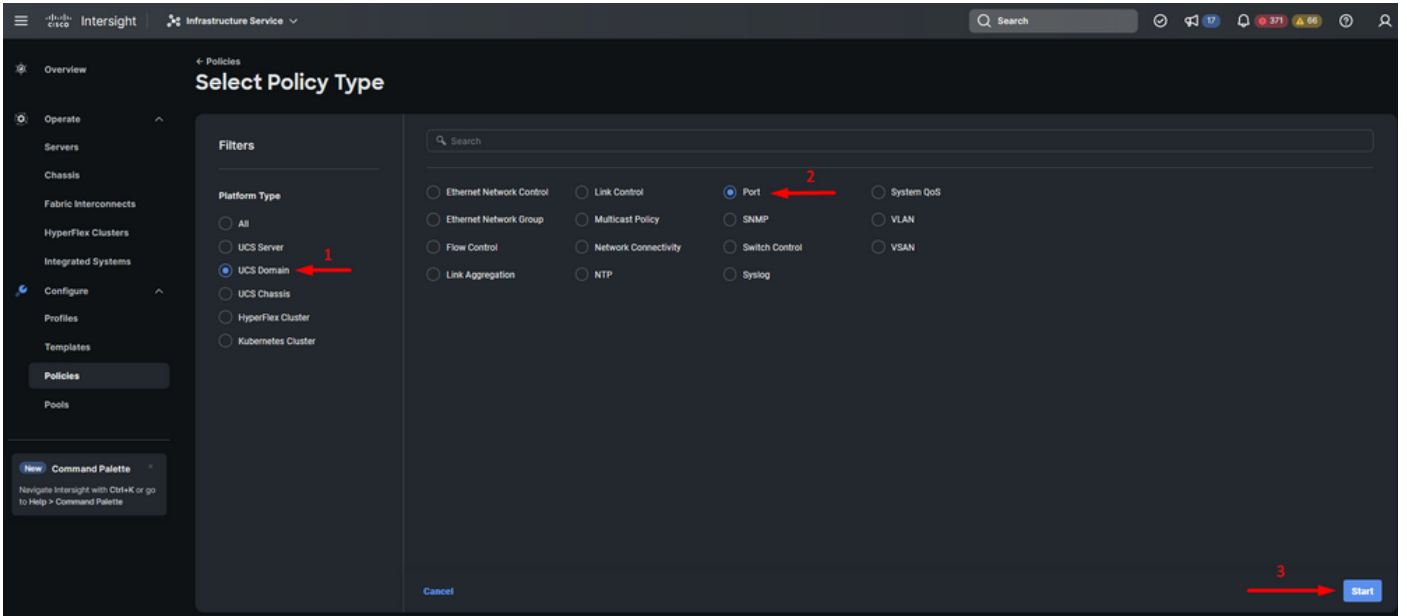 cisco Intersight
Infrastructure Service
Search
17
371
66
Overview
Operate
Servers
Chassis
Fabric Interconnects
HyperFlex Clusters
Integrated Systems
Configure
Profiles
Templates
Policies
Pools
New Command Palette
Navigate Intersight with Ctrl+K or go
to Help > Command Palette
← Policies
Select Policy Type
Filters
Platform Type
All
UCS Server
1
UCS Domain
UCS Chassis
HyperFlex Cluster
Kubernetes Cluster
Search
2
Ethernet Network Control Link Control Port System QoS
Ethernet Network Group Multicast Policy SNMP VLAN
Flow Control Network Connectivity Switch Control VSAN
Link Aggregation NTP Syslog
3
Cancel Start